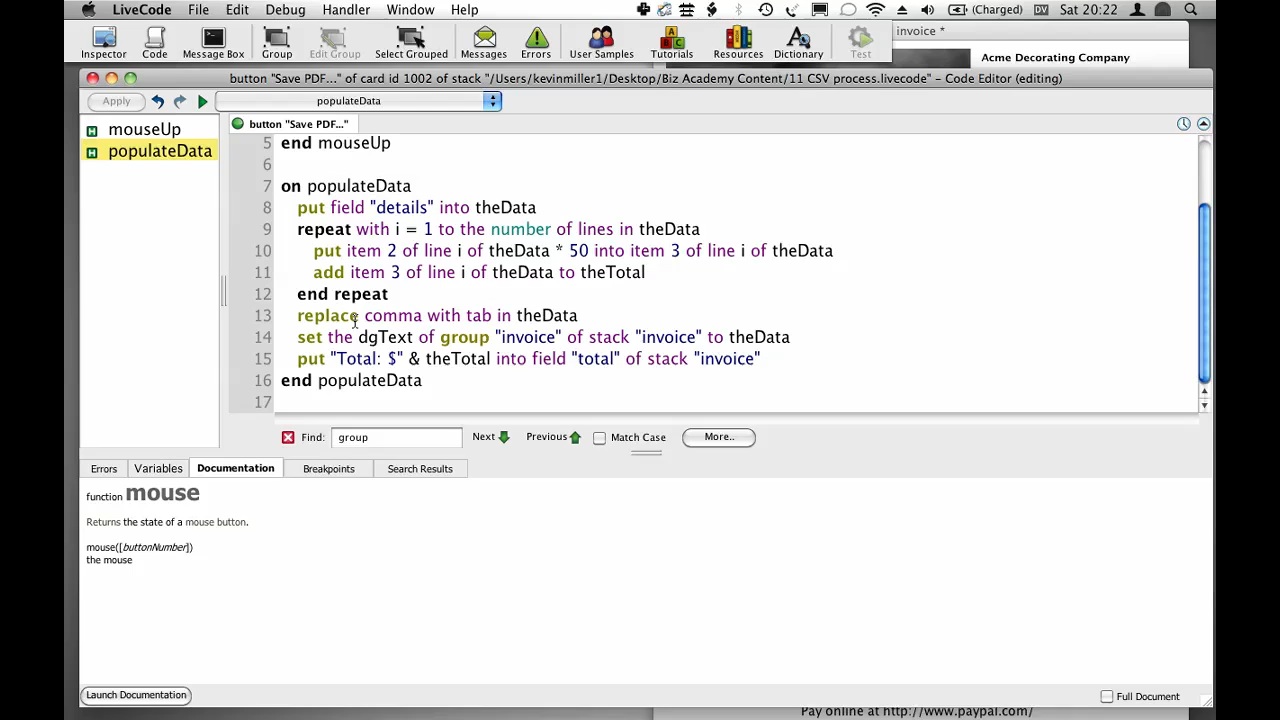 LiveCode File Edit Debug Handler Window Help
(Charged) DV Sat 20:22
Inspector Code Message Box Group Edit Group Select Grouped Messages Errors User Samples Tutorials Resources Dictionary Test
invoice *
Acme Decorating Company
button "Save PDF..." of card id 1002 of stack "/Users/kevinmiller1/Desktop/Biz Academy Content/11 CSV process.livecode" - Code Editor (editing)
Apply populateData
mouseUp
populateData
button "Save PDF..."
5 end mouseUp
6
7 on populateData
8 put field "details" into theData
9 repeat with i = 1 to the number of lines in theData
10 put item 2 of line i of theData * 50 into item 3 of line i of theData
11 add item 3 of line i of theData to theTotal
12 end repeat
13 replace comma with tab in theData
14 set the dgText of group "invoice" of stack "invoice" to theData
15 put "Total: $" & theTotal into field "total" of stack "invoice"
16 end populateData
17
Find: group Next Previous Match Case More..
Errors Variables Documentation Breakpoints Search Results
function mouse
Returns the state of a mouse button.
mouse([buttonNumber])
the mouse
Launch Documentation Full Document
Pay online at http://www.paypal.com/